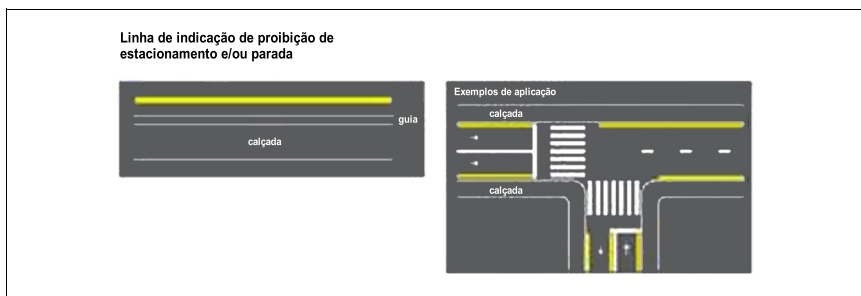 Linha de indicação de proibição de
estacionamento e/ou parada
guia
calçada
Exemplos de aplicação
calçada
calçada